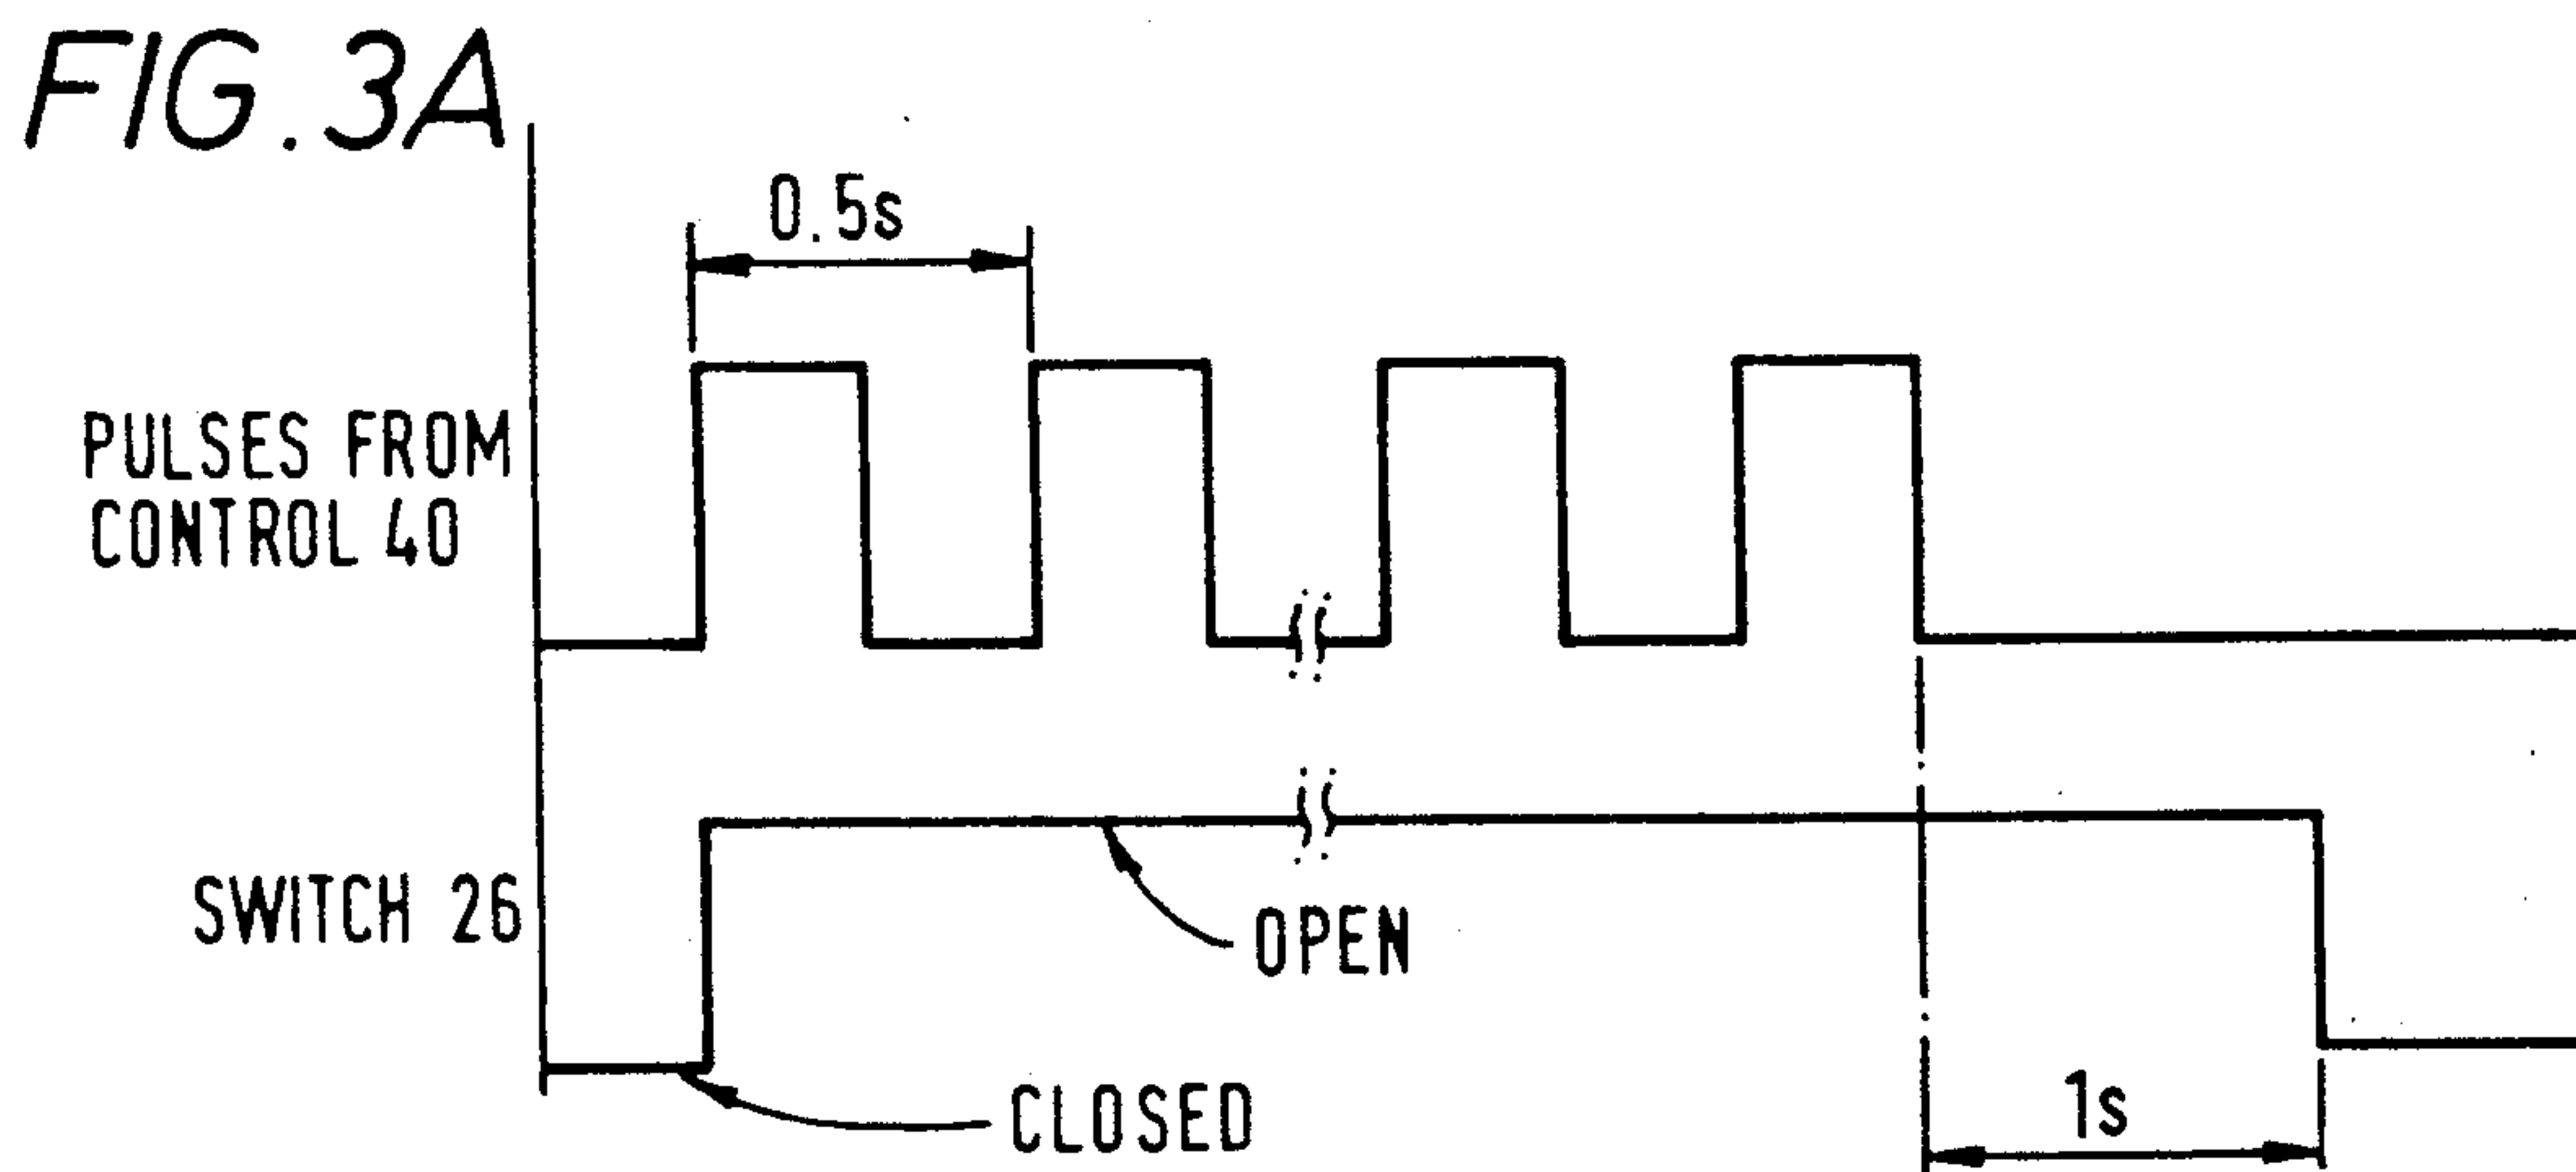 FIG. 3A
0.5s
PULSES FROM
CONTROL 40
SWITCH 26
OPEN
CLOSED
1s